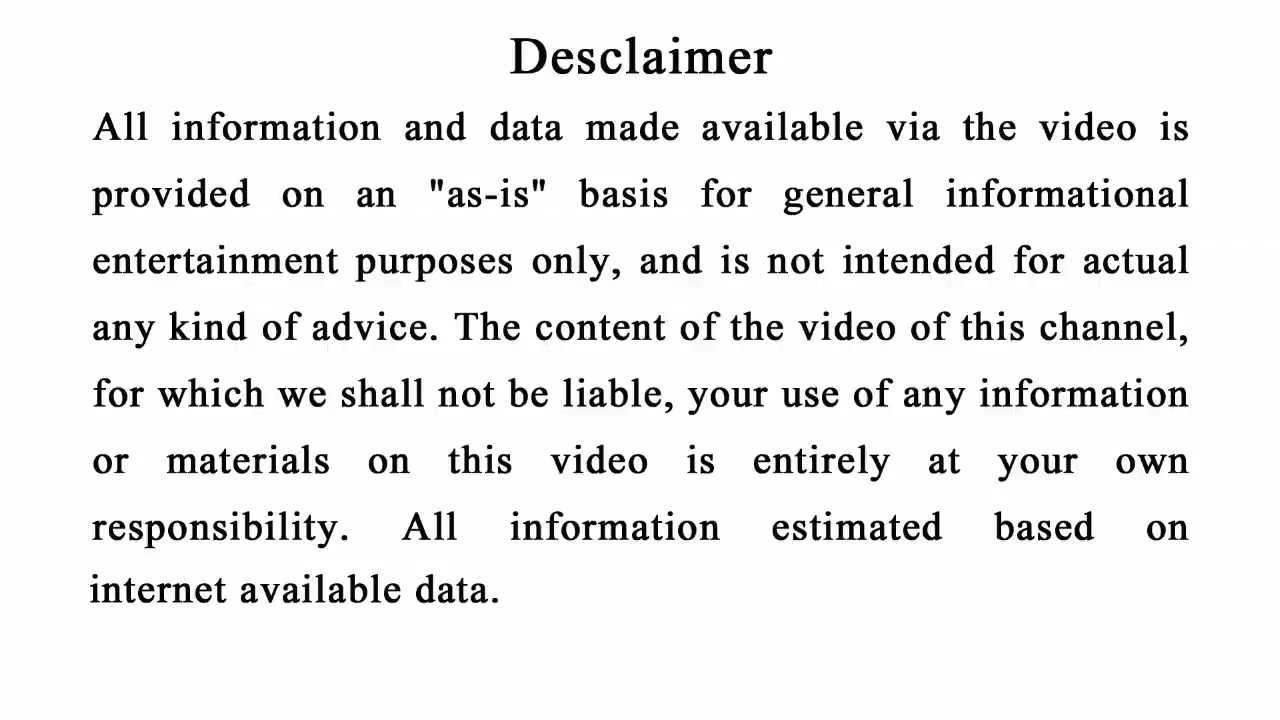 Desclaimer
All information and data made available via the video is
provided on an "as-is" basis for general informational
entertainment purposes only, and is not intended for actual
any kind of advice. The content of the video of this channel,
for which we shall not be liable, your use of any information
or materials on this video is entirely at your own
responsibility. All information estimated based on
internet available data.